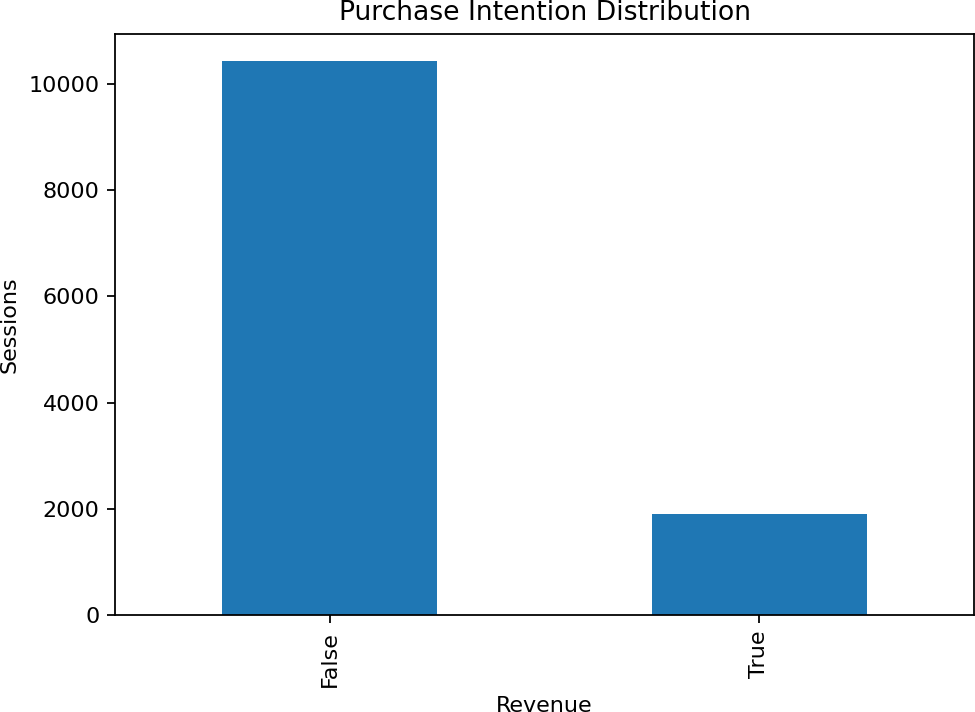 Purchase Intention Distribution
10000
8000
6000
4000
2000
0
Sessions
False
True
Revenue